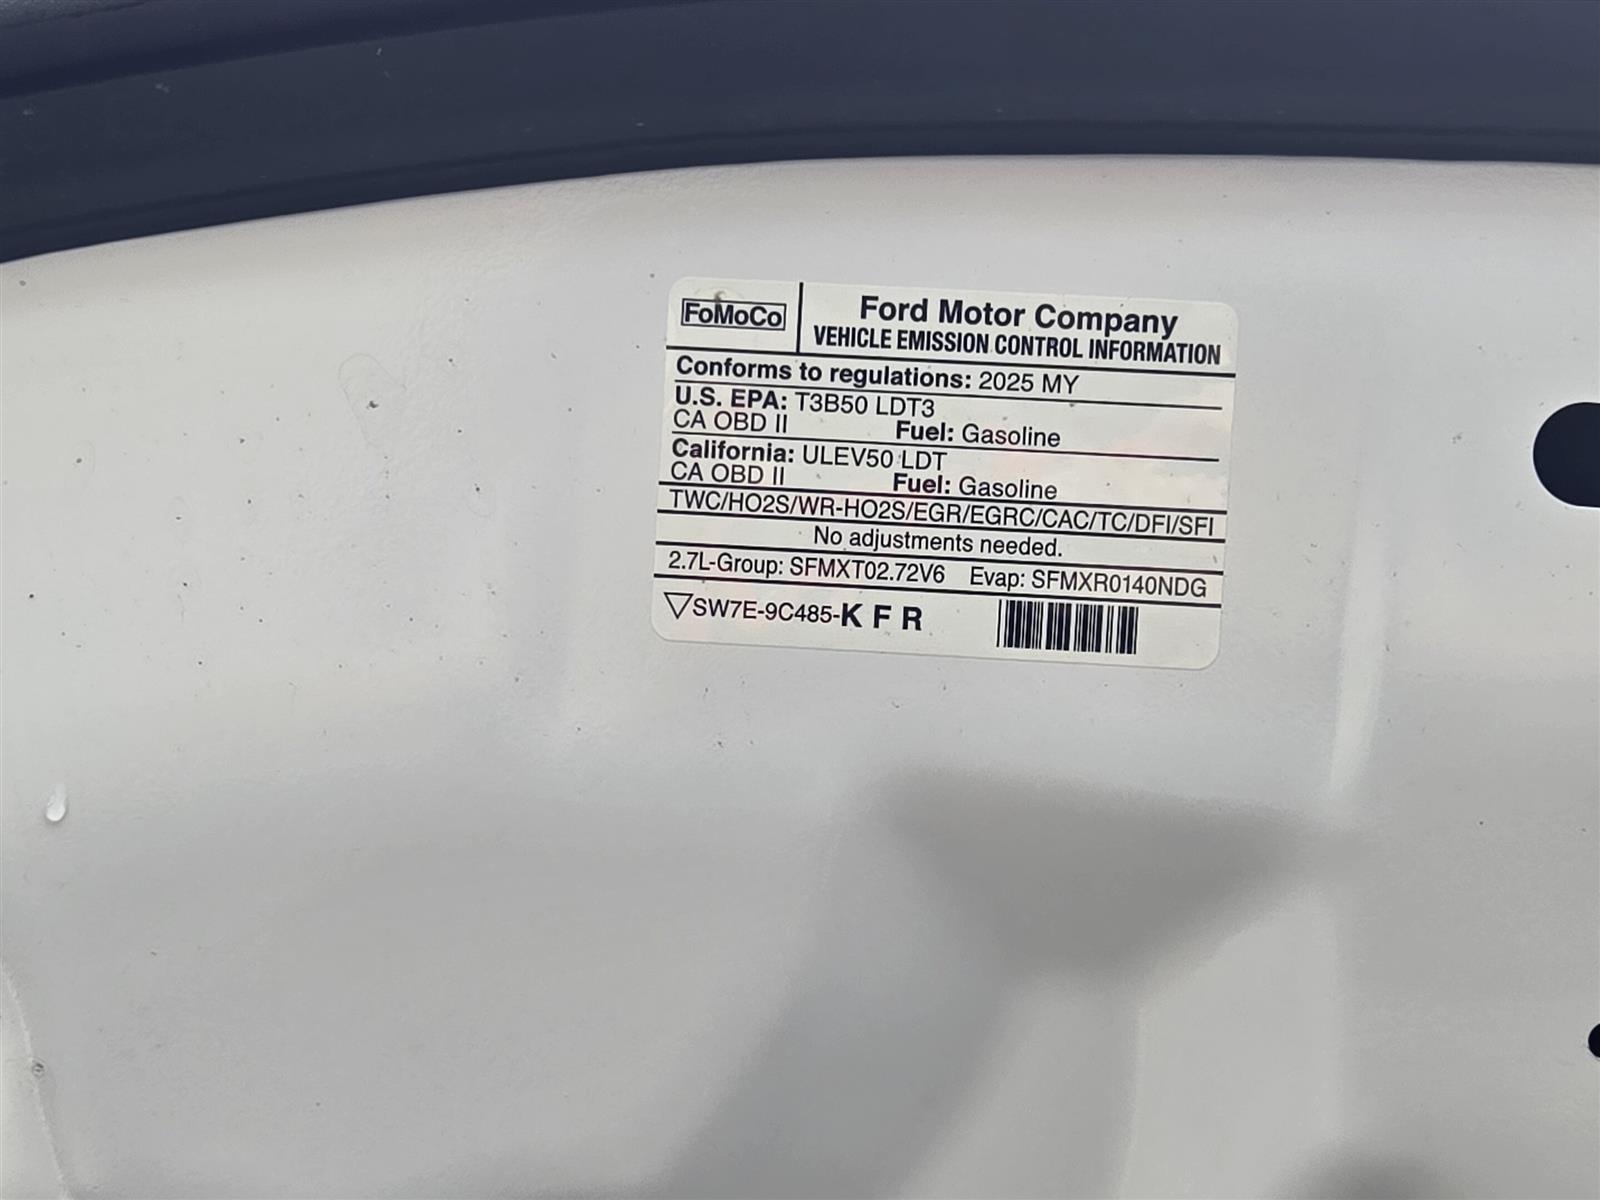 FoMoCo
Ford Motor Company
VEHICLE EMISSION CONTROL INFORMATION
Conforms to regulations: 2025 MY
U.S. EPA: T3B50 LDT3
CA OBD II Fuel: Gasoline
California: ULEV50 LDT
CA OBD II Fuel: Gasoline
TWC/HO2S/WR-HO2S/EGR/EGRC/CAC/TC/DFI/SFI
No adjustments needed.
2.7L-Group: SFMXT02.72V6 Evap: SFMXR0140NDG
▽SW7E-9C485-K F R